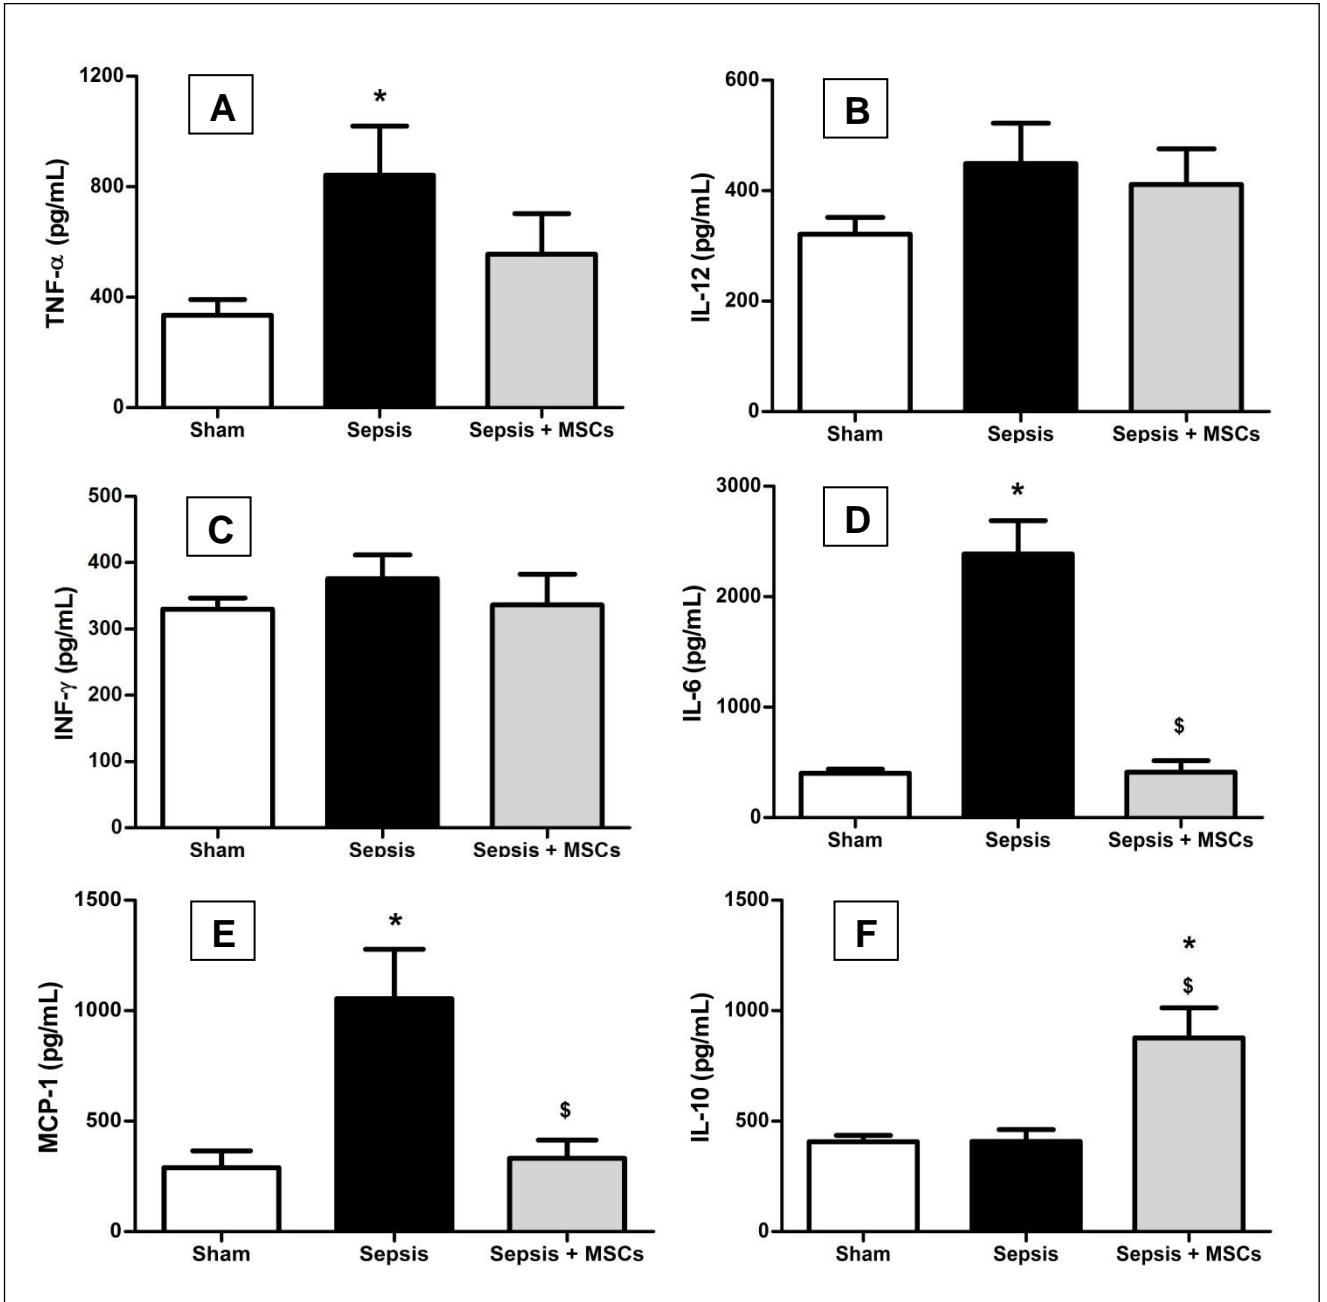 A
*
TNF-α (pg/mL)
1200
800
400
0
Sham
Sepsis
Sepsis + MSCs
B
IL-12 (pg/mL)
600
400
200
0
Sham
Sepsis
Sepsis + MSCs
C
INF-γ (pg/mL)
500
400
300
200
100
0
Sham
Sepsis
Sepsis + MSCs
D
*
$
IL-6 (pg/mL)
3000
2000
1000
0
Sham
Sepsis
Sepsis + MSCs
E
*
$
MCP-1 (pg/mL)
1500
1000
500
0
Sham
Sepsis
Sepsis + MSCs
F
*
$
IL-10 (pg/mL)
1500
1000
500
0
Sham
Sepsis
Sepsis + MSCs